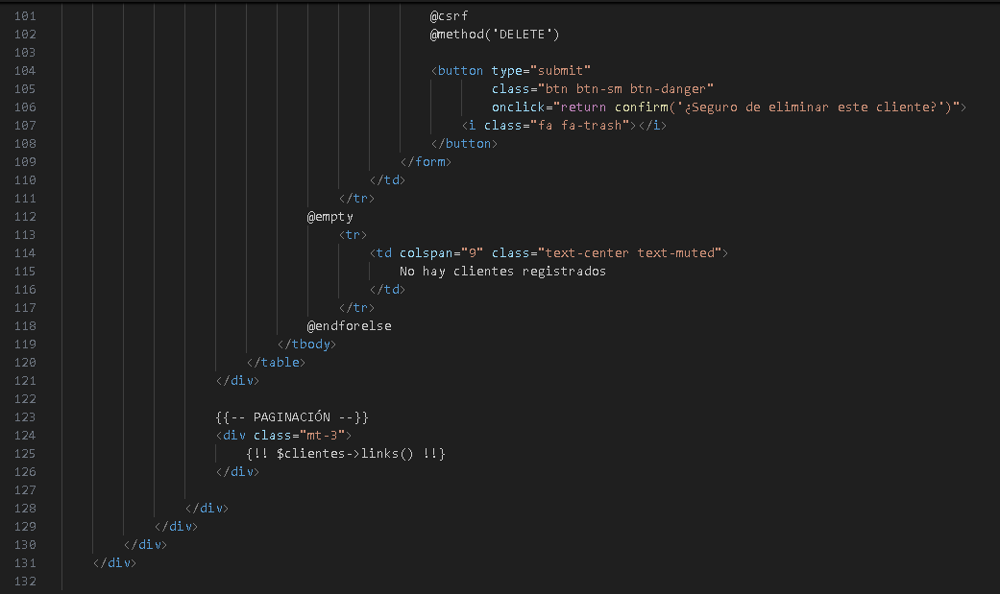 101 @csrf
102 @method('DELETE')
103
104 <button type="submit"
105 class="btn btn-sm btn-danger"
106 onclick="return confirm('¿Seguro de eliminar este cliente?')">
107 <i class="fa fa-trash"></i>
108 </button>
109 </form>
110 </td>
111 </tr>
112 @empty
113 <tr>
114 <td colspan="9" class="text-center text-muted">
115 No hay clientes registrados
116 </td>
117 </tr>
118 @endforelse
119 </tbody>
120 </table>
121 </div>
122
123 {{-- PAGINACIÓN --}}
124 <div class="mt-3">
125 {!! $clientes->links() !!}
126 </div>
127
128 </div>
129 </div>
130 </div>
131 </div>
132